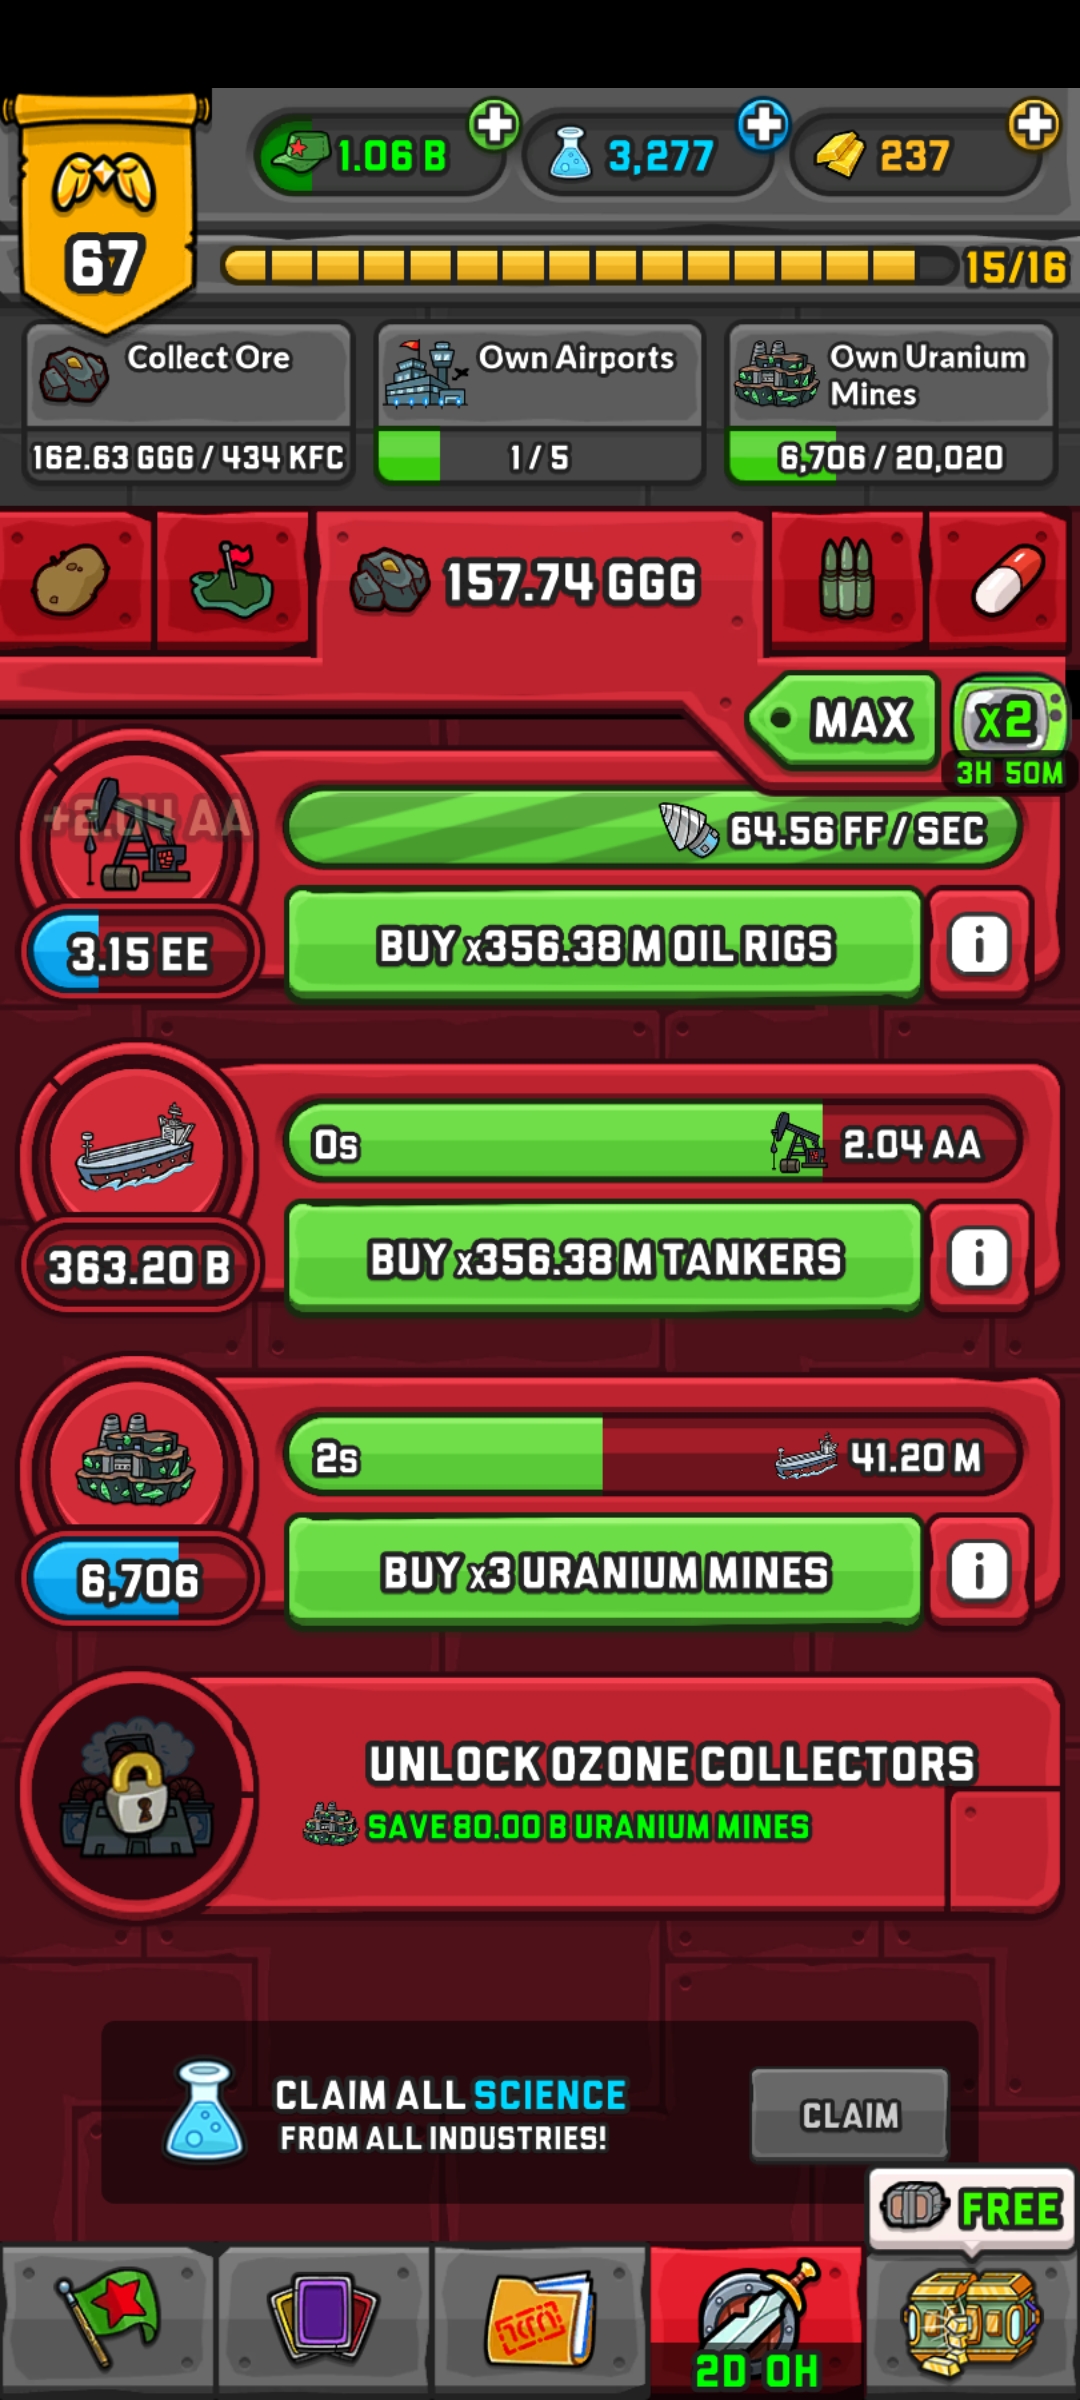 1.06 B
3,277
237
67
15/16
Collect Ore
162.63 GGG / 434 KFC
Own Airports
1 / 5
Own Uranium
Mines
6,706 / 20,020
157.74 GGG
MAX
x2
3H 50M
+2.04 AA
64.56 FF / SEC
3.15 EE
BUY x356.38 M OIL RIGS
i
0s
2.04 AA
363.20 B
BUY x356.38 M TANKERS
i
2s
41.20 M
6,706
BUY x3 URANIUM MINES
i
UNLOCK OZONE COLLECTORS
SAVE 80.00 B URANIUM MINES
CLAIM ALL SCIENCE
FROM ALL INDUSTRIES!
CLAIM
FREE
2D 0H